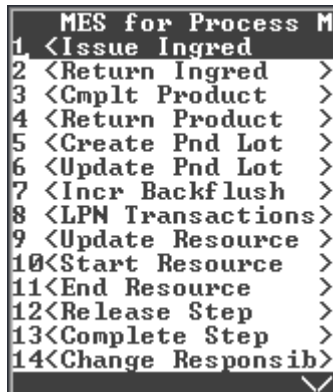 MES for Process M
1 <Issue Ingred
2 <Return Ingred >
3 <Cmplt Product >
4 <Return Product >
5 <Create Pnd Lot >
6 <Update Pnd Lot >
7 <Incr Backflush >
8 <LPN Transactions>
9 <Update Resource >
10<Start Resource >
11<End Resource >
12<Release Step >
13<Complete Step >
14<Change Responsib>